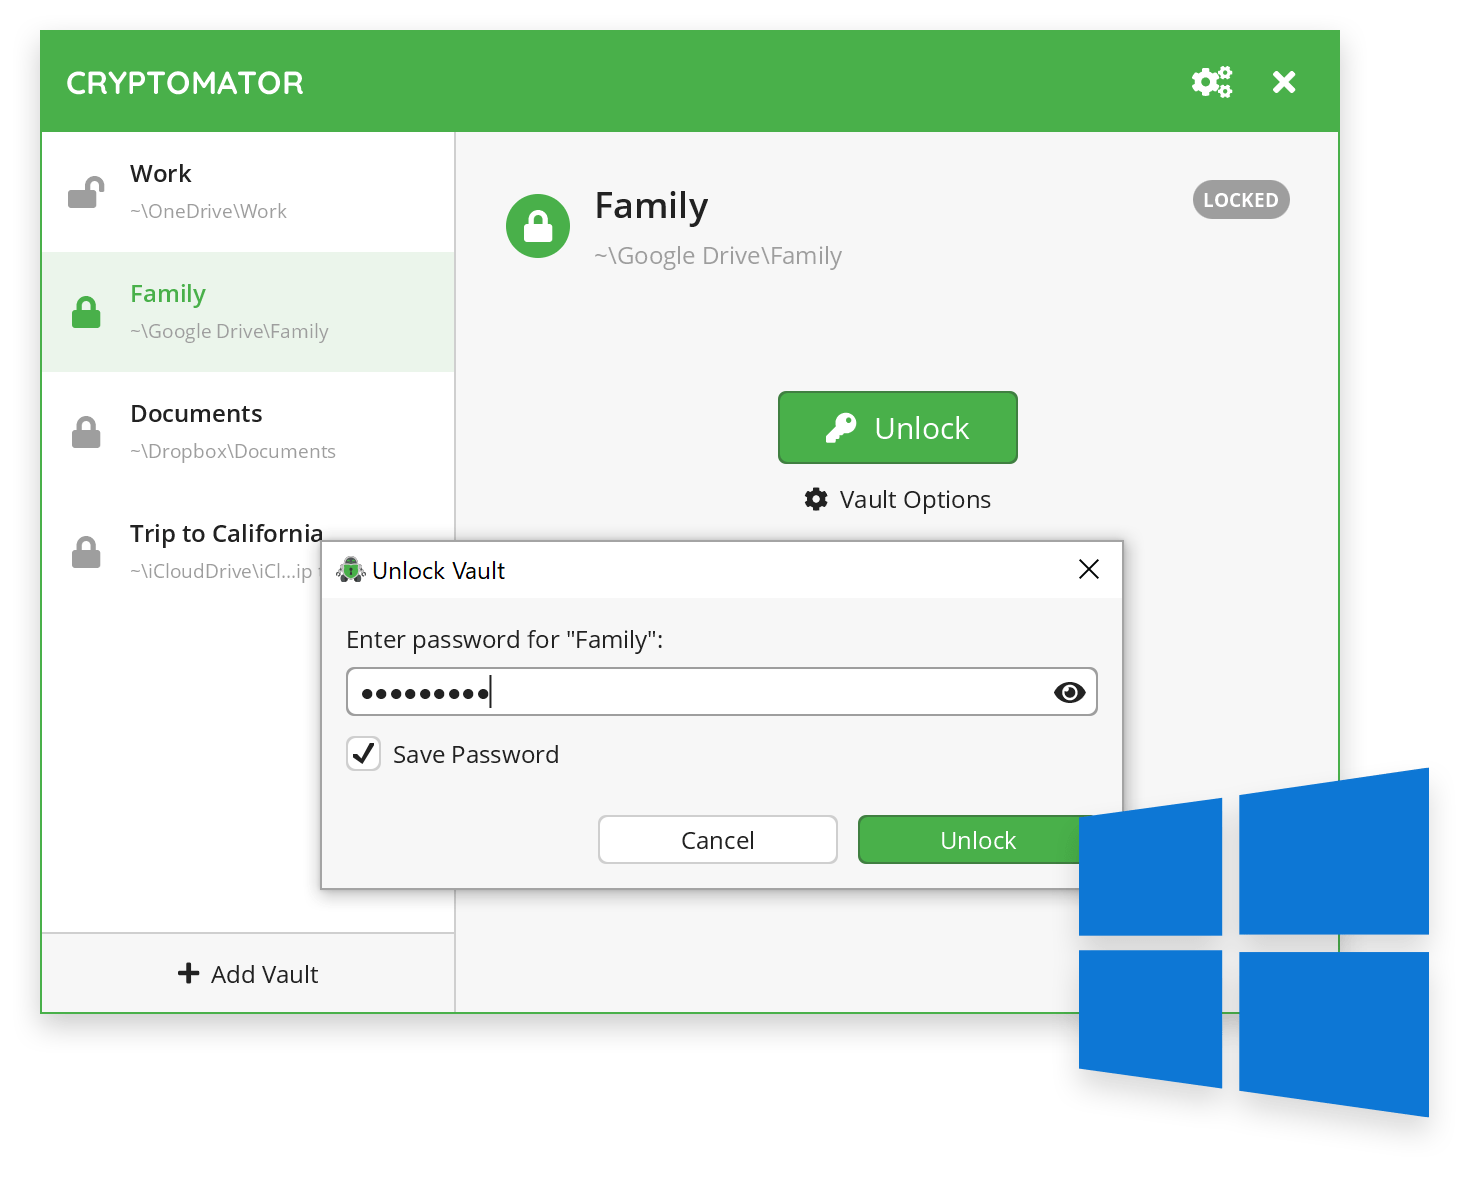 CRYPTOMATOR
Work
~\OneDrive\Work
Family
~\Google Drive\Family
Documents
~\Dropbox\Documents
Trip to California
~\iCloudDrive\iCl...ip
Add Vault
Family
~\Google Drive\Family
LOCKED
Unlock
Vault Options
Unlock Vault
Enter password for "Family":
Save Password
Cancel
Unlock